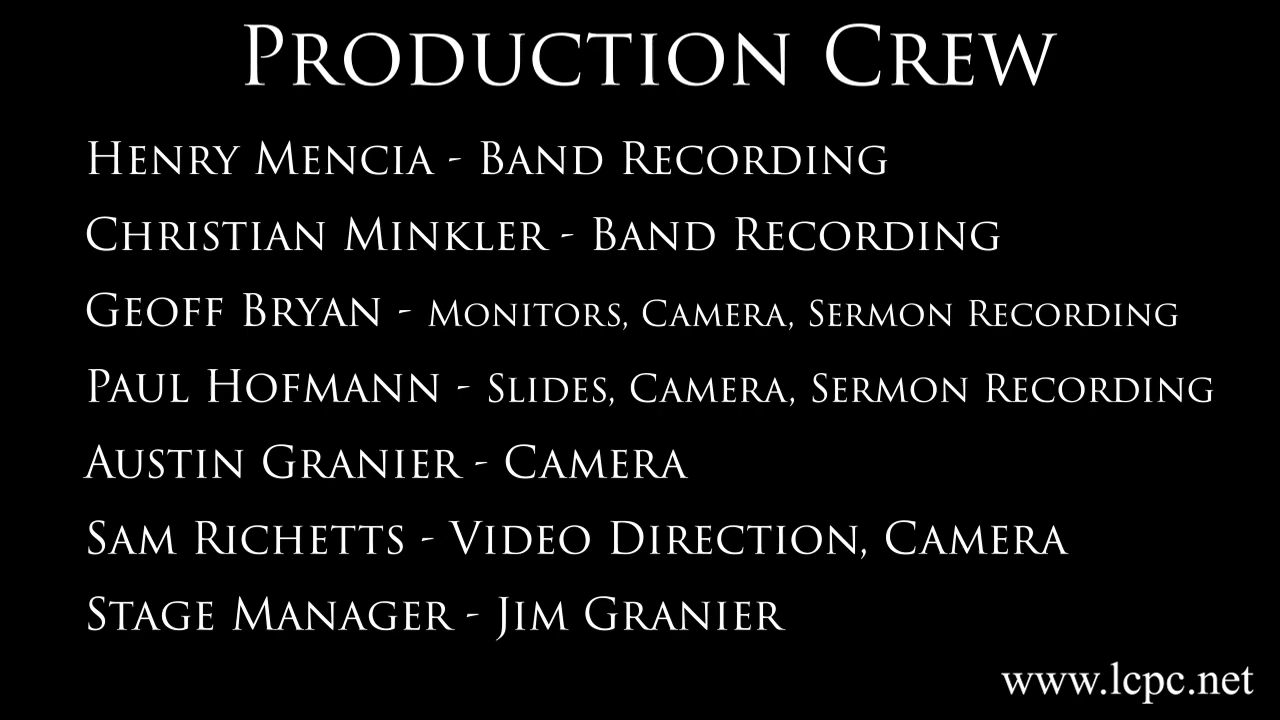 Production Crew
Henry Mencia - Band Recording
Christian Minkler - Band Recording
Geoff Bryan - Monitors, Camera, Sermon Recording
Paul Hofmann - Slides, Camera, Sermon Recording
Austin Granier - Camera
Sam Richetts - Video Direction, Camera
Stage Manager - Jim Granier
www.lcpc.net